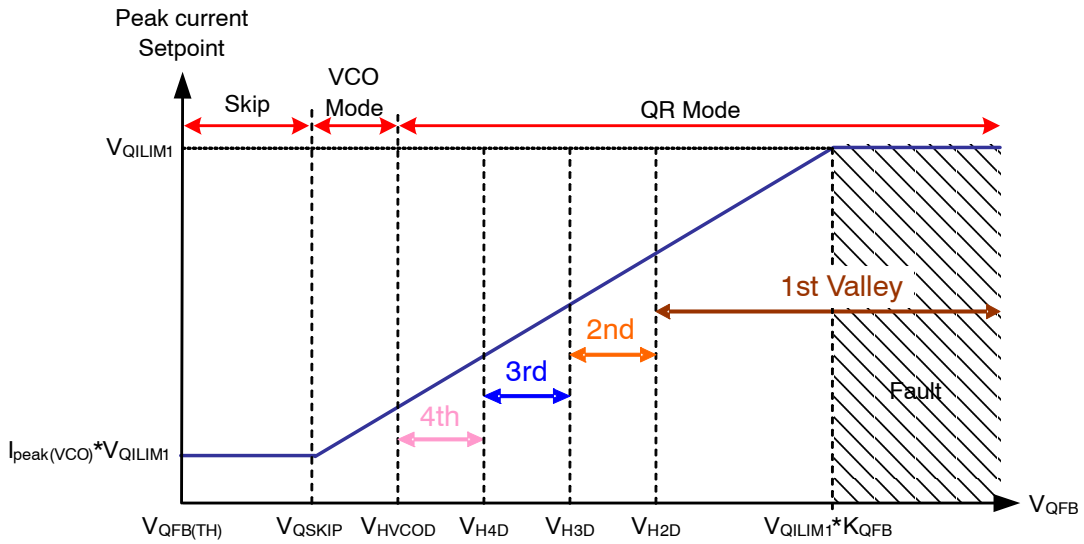 Peak current
Setpoint
Skip
VCO
Mode
QR Mode
VQILIM1
1st Valley
2nd
3rd
4th
Fault
Ipeak(VCO)*VQILIM1
VQFB
VQFB(TH)
VQSKIP
VHVCOD
VH4D
VH3D
VH2D
VQILIM1*KQFB